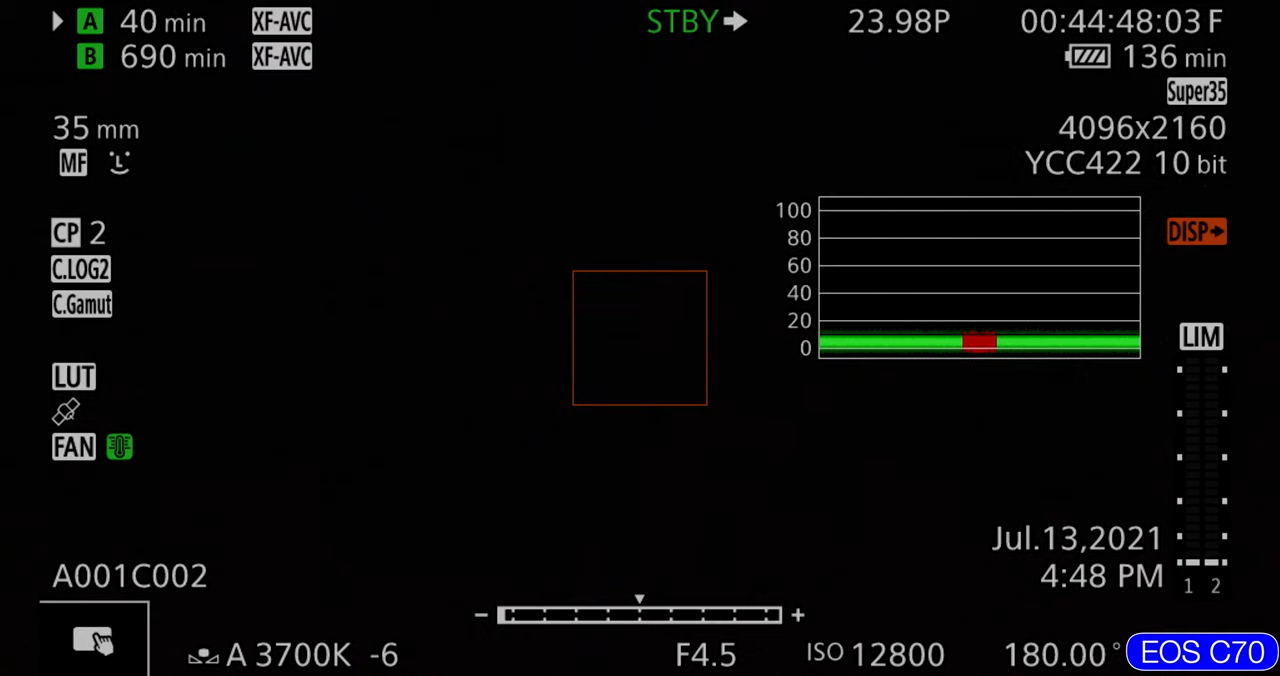 A 40 min XF-AVC STBY 23.98P 00:44:48:03 F
B 690 min XF-AVC 136 min
Super35
35 mm 4096x2160
MF L YCC422 10 bit
100
80
60
40
20
0
CP 2 DISP
C.LOG2
C.Gamut
LIM
LUT
FAN
Jul.13,2021
A001C002 4:48 PM
1 2
- +
A 3700K -6 F4.5 ISO 12800 180.00° EOS C70